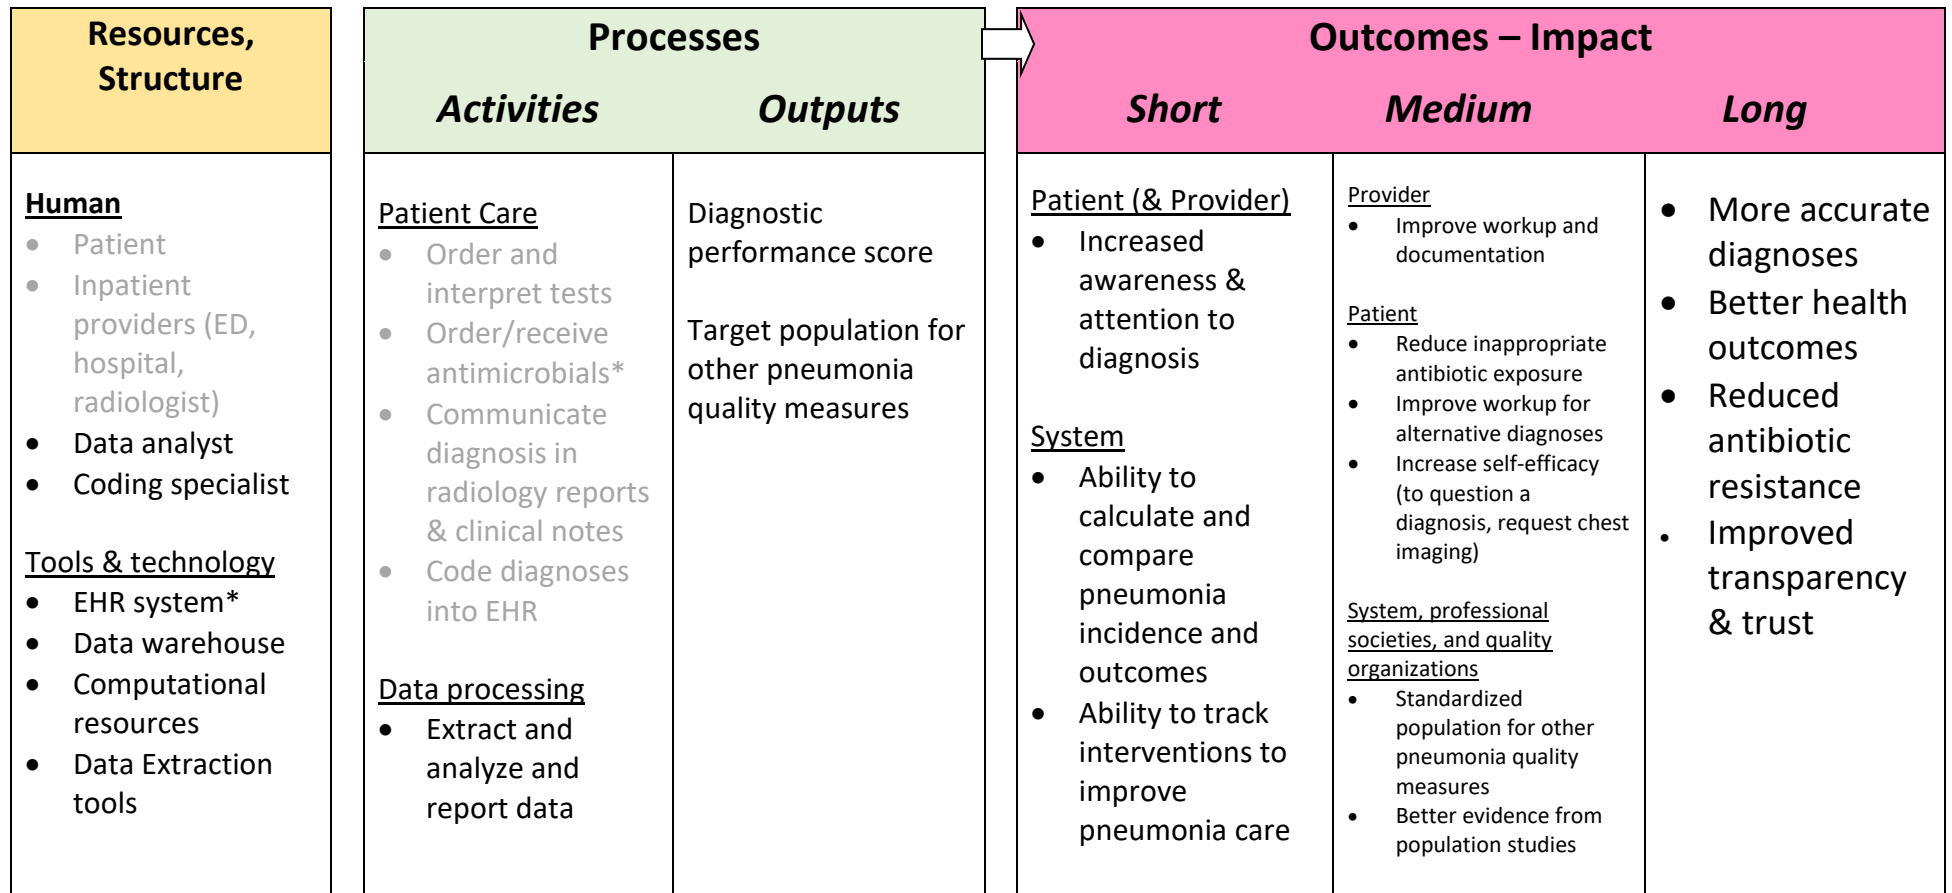 Resources,
Structure
Human
• Patient
• Inpatient
providers (ED,
hospital,
radiologist)
• Data analyst
• Coding specialist
Tools & technology
• EHR system*
• Data warehouse
• Computational
resources
• Data Extraction
tools
Processes
Activities
Patient Care
• Order and
interpret tests
• Order/receive
antimicrobials*
• Communicate
diagnosis in
radiology reports
& clinical notes
• Code diagnoses
into EHR
Data processing
• Extract and
analyze and
report data
Outputs
Diagnostic
performance score
Target population for
other pneumonia
quality measures
Outcomes – Impact
Short
Patient (& Provider)
• Increased
awareness &
attention to
diagnosis
System
• Ability to
calculate and
compare
pneumonia
incidence and
outcomes
• Ability to track
interventions to
improve
pneumonia care
Medium
Provider
• Improve workup and
documentation
Patient
• Reduce inappropriate
antibiotic exposure
• Improve workup for
alternative diagnoses
• Increase self-efficacy
(to question a
diagnosis, request chest
imaging)
System, professional
societies, and quality
organizations
• Standardized
population for other
pneumonia quality
measures
• Better evidence from
population studies
Long
• More accurate
diagnoses
• Better health
outcomes
• Reduced
antibiotic
resistance
• Improved
transparency
& trust